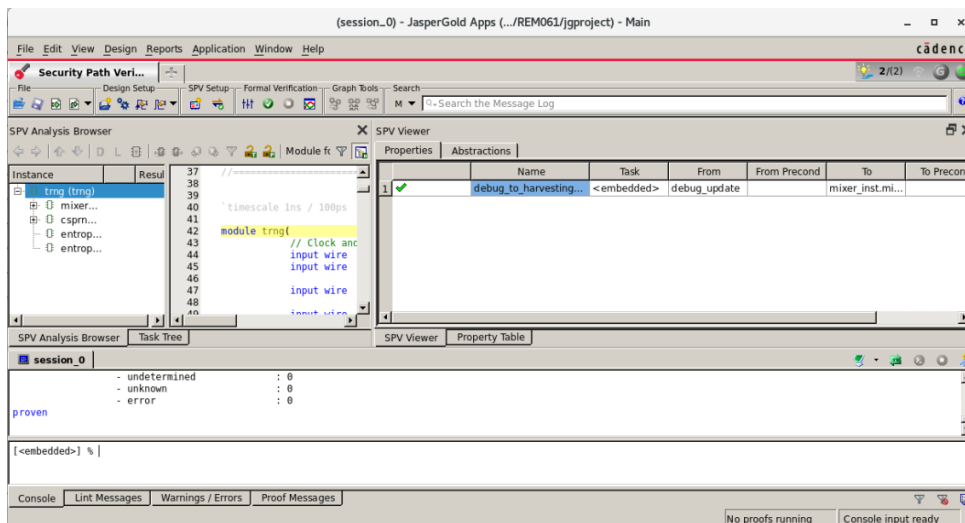 (session_0) - JasperGold Apps (.../REM061/jgproject) - Main
File Edit View Design Reports Application Window Help
cādenc
Security Path Veri...
2/(2)
File Design Setup SPV Setup Formal Verification Graph Tools Search
M Search the Message Log
SPV Analysis Browser
SPV Viewer
Module fc
Properties Abstractions
Instance Resul
trng (trng)
mixer...
csprn...
entrop...
entrop...
37 //=====================
38
39
40 `timescale 1ns / 100ps
41
42 module trng(
43 // Clock and
44 input wire
45 input wire
46
47 input wire
48
49 input wire
Name Task From From Precond To To Precon
1 debug_to_harvesting... <embedded> debug_update mixer_inst.mi...
SPV Analysis Browser Task Tree
SPV Viewer Property Table
session_0
- undetermined : 0
- unknown : 0
- error : 0
proven
[<embedded>] %
Console Lint Messages Warnings / Errors Proof Messages
No proofs running Console input ready